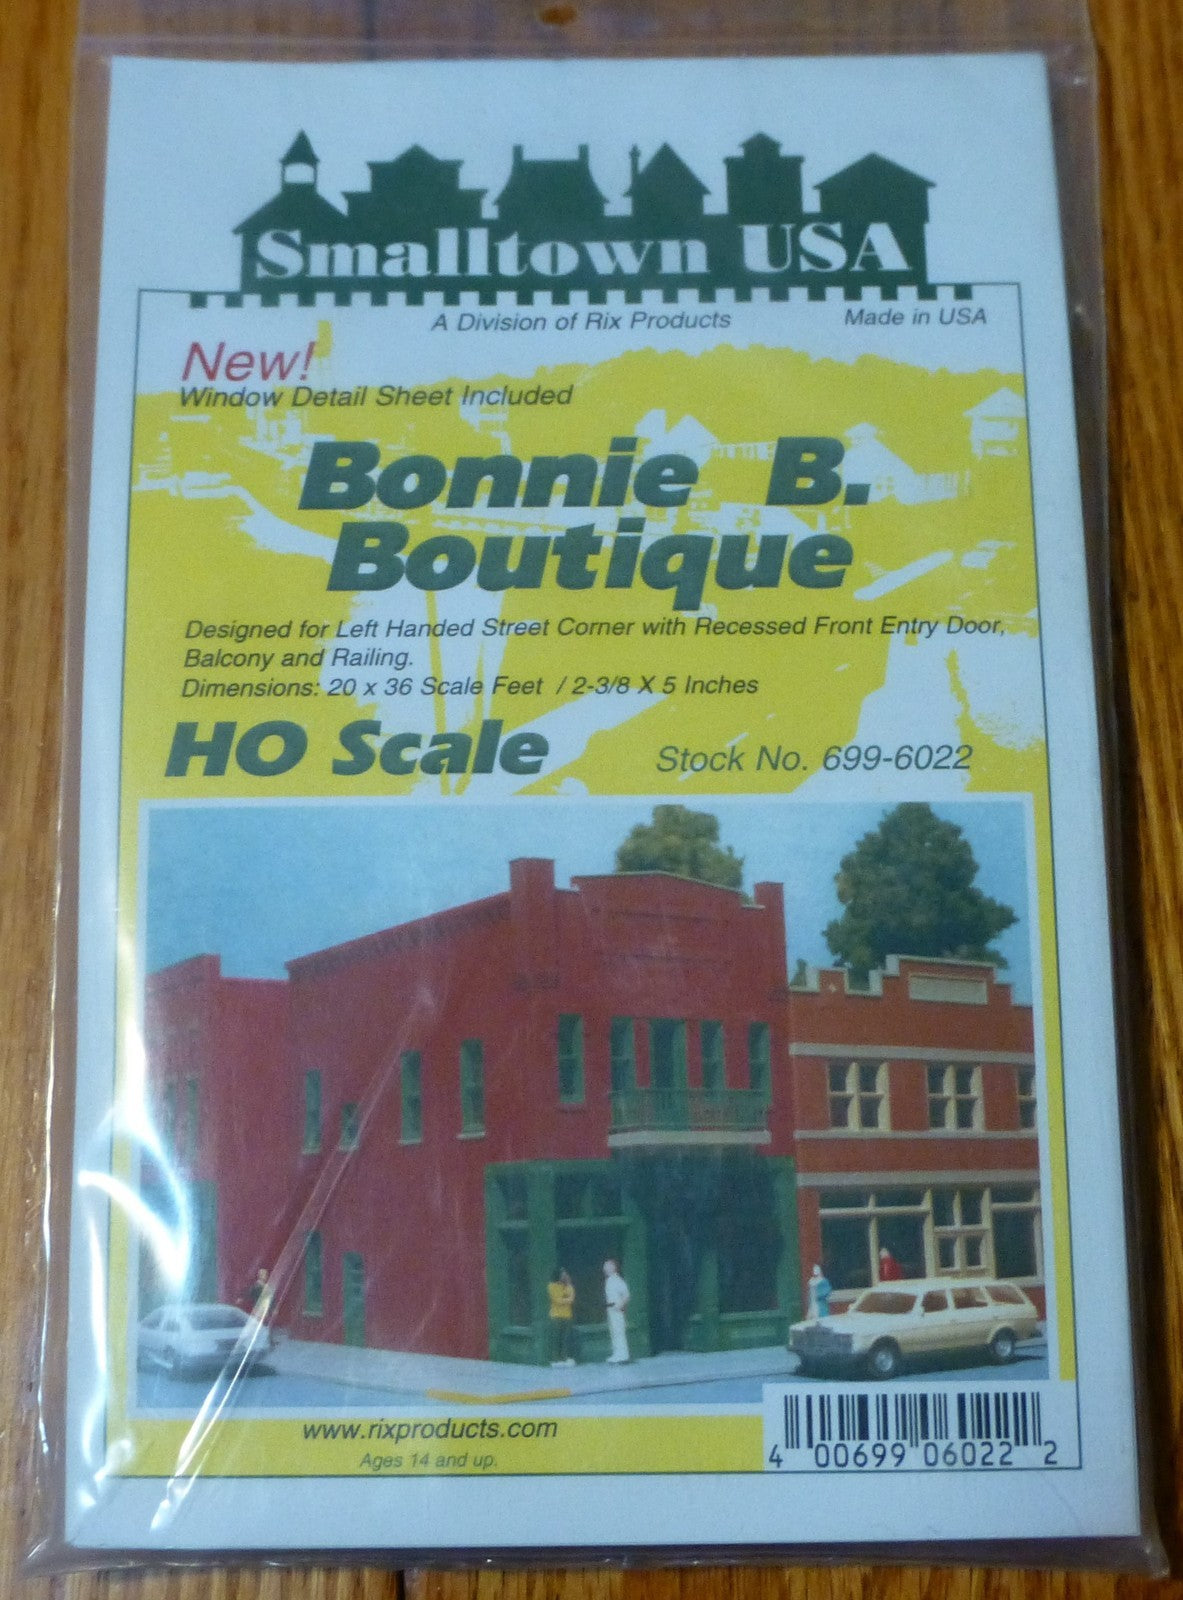 Smalltown USA
A Division of Rix Products
Made in USA
New!
Window Detail Sheet Included
Bonnie B.
Boutique
Designed for Left Handed Street Corner with Recessed Front Entry Door,
Balcony and Railing.
Dimensions: 20 x 36 Scale Feet / 2-3/8 X 5 Inches
HO Scale
Stock No. 699-6022
www.rixproducts.com
Ages 14 and up.
4 00699 06022 2